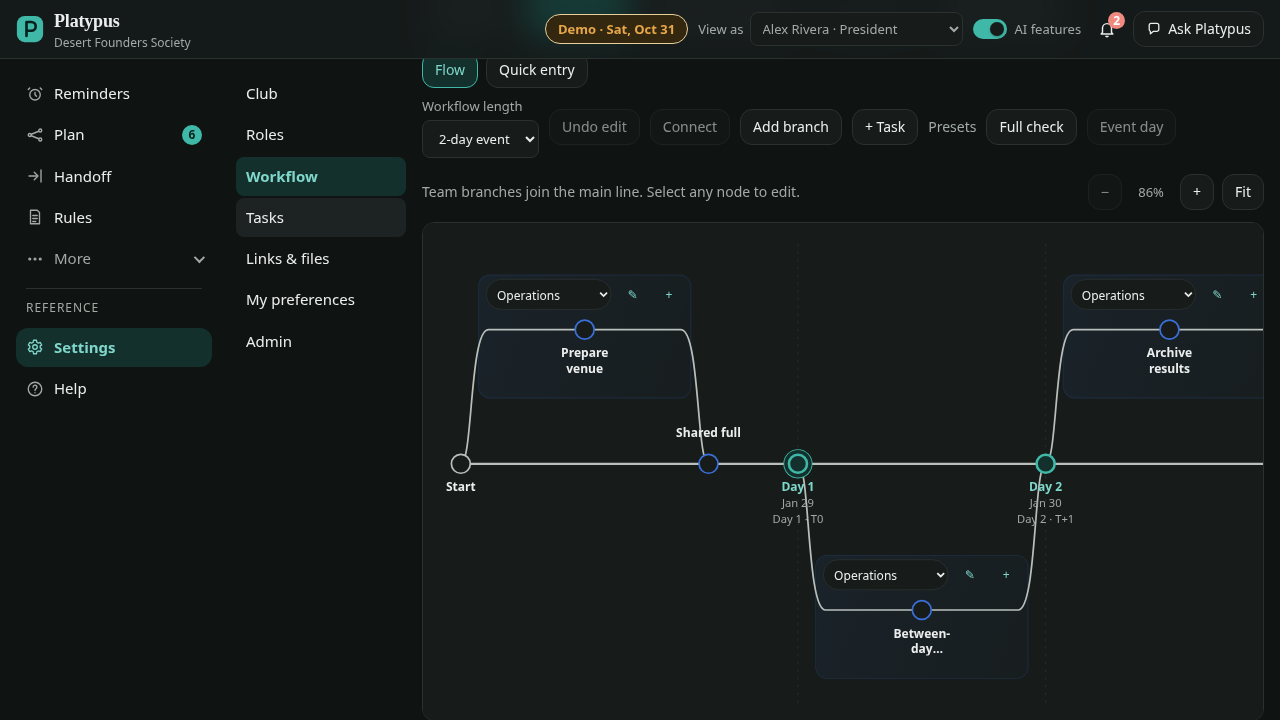 Platypus
Desert Founders Society
Demo · Sat, Oct 31
View as
Alex Rivera · President
AI features
2
Ask Platypus
Reminders
Plan
6
Handoff
Rules
More
REFERENCE
Settings
Help
Club
Roles
Workflow
Tasks
Links & files
My preferences
Admin
Flow
Quick entry
Workflow length
2-day event
Undo edit
Connect
Add branch
+ Task
Presets
Full check
Event day
Team branches join the main line. Select any node to edit.
−
86%
+
Fit
Operations
✎
+
Prepare
venue
Operations
✎
+
Archive
results
Shared full
Start
Day 1
Jan 29
Day 1 · T0
Day 2
Jan 30
Day 2 · T+1
Operations
✎
+
Between-
day...